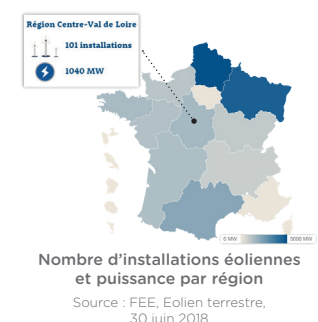 Région Centre-Val de Loire
101 installations
1040 MW
0 MW
5000 MW
Nombre d'installations éoliennes
et puissance par région
Source : FEE, Eolien terrestre,
30 juin 2018